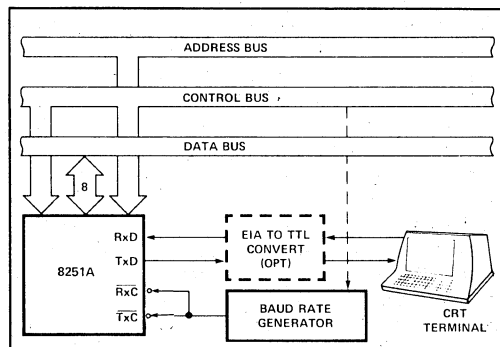 ADDRESS BUS
CONTROL BUS
DATA BUS
8
8251A
RxD
TxD
RxC
TxC
EIA TO TTL
CONVERT
(OPT)
BAUD RATE
GENERATOR
CRT
TERMINAL